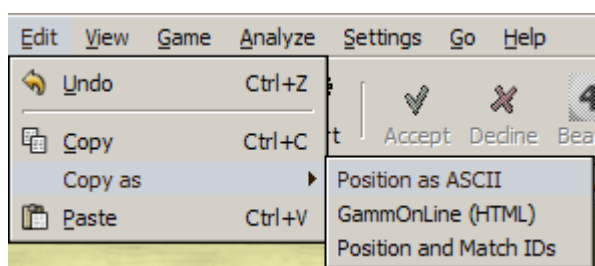 Edit View Game Analyze Settings Go Help
Undo Ctrl+Z
Copy Ctrl+C
Accept Decline
Copy as Position as ASCII
Paste Ctrl+V GammOnLine (HTML)
Position and Match IDs